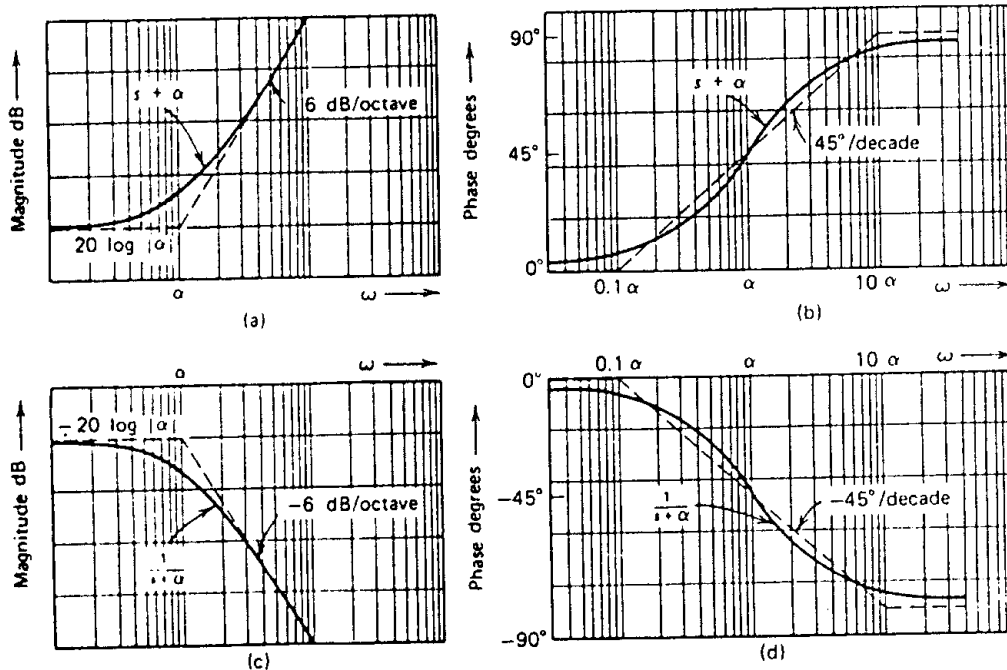 Magnitude dB
s + α
6 dB/octave
20 log |α|
α
ω
(a)
Phase degrees
90°
45°
0°
s + α
45°/decade
0.1 α
α
10 α
ω
(b)
Magnitude dB
α
ω
-20 log |α|
-6 dB/octave
1
s+α
(c)
Phase degrees
0°
-45°
-90°
0.1 α
α
10 α
ω
1
s+α
-45°/decade
(d)